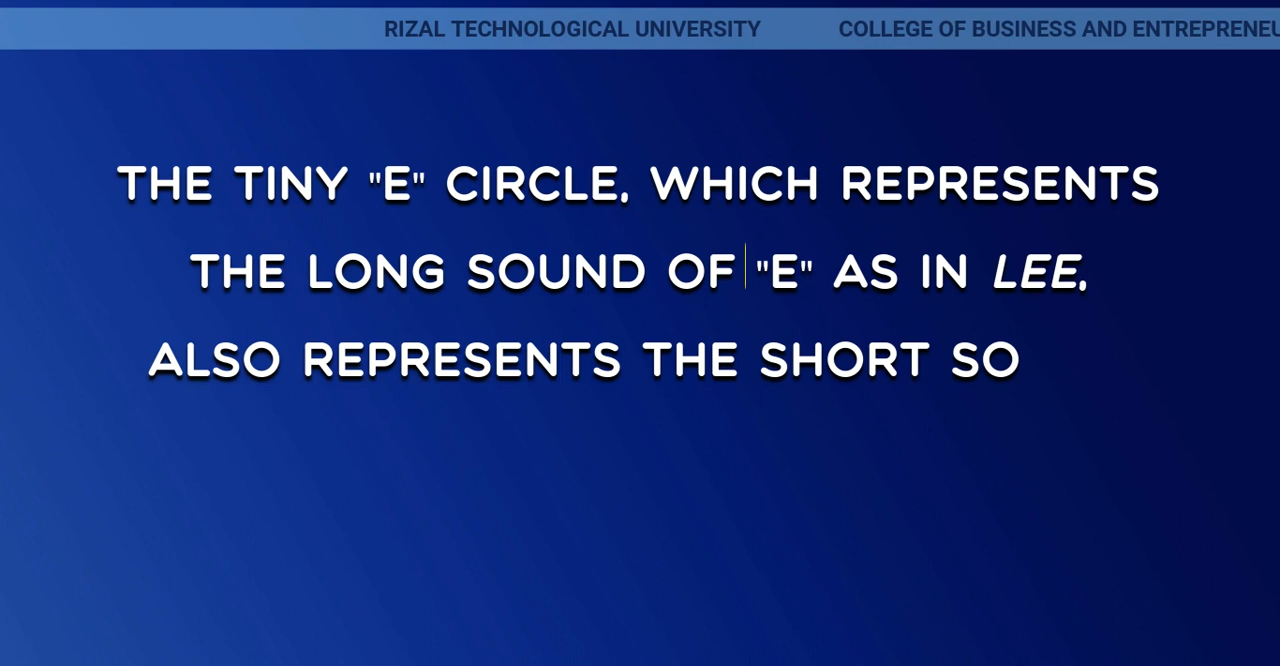 RIZAL TECHNOLOGICAL UNIVERSITY COLLEGE OF BUSINESS AND ENTREPRENEU
THE TINY "E" CIRCLE, WHICH REPRESENTS
THE LONG SOUND OF "E" AS IN LEE,
ALSO REPRESENTS THE SHORT SO